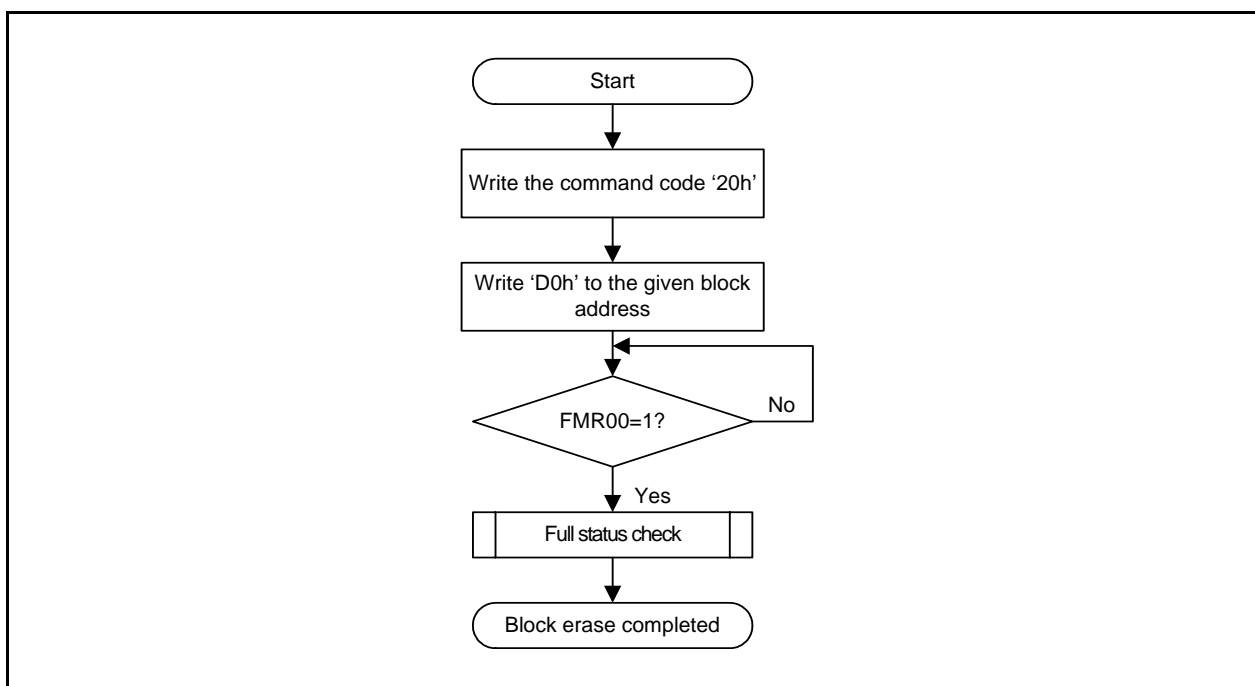 Start
Write the command code ‘20h’
Write ‘D0h’ to the given block
address
FMR00=1?
No
Yes
Full status check
Block erase completed